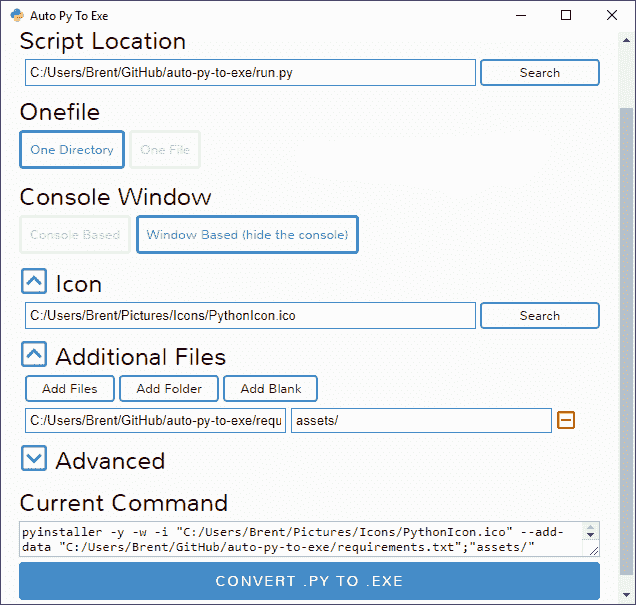 Auto Py To Exe
Script Location
C:/Users/Brent/GitHub/auto-py-to-exe/run.py
Search
Onefile
One Directory
One File
Console Window
Console Based
Window Based (hide the console)
Icon
C:/Users/Brent/Pictures/Icons/PythonIcon.ico
Search
Additional Files
Add Files
Add Folder
Add Blank
C:/Users/Brent/GitHub/auto-py-to-exe/requ
assets/
Advanced
Current Command
pyinstaller -y -w -i "C:/Users/Brent/Pictures/Icons/PythonIcon.ico" --add-
data "C:/Users/Brent/GitHub/auto-py-to-exe/requirements.txt";"assets/"
CONVERT .PY TO .EXE